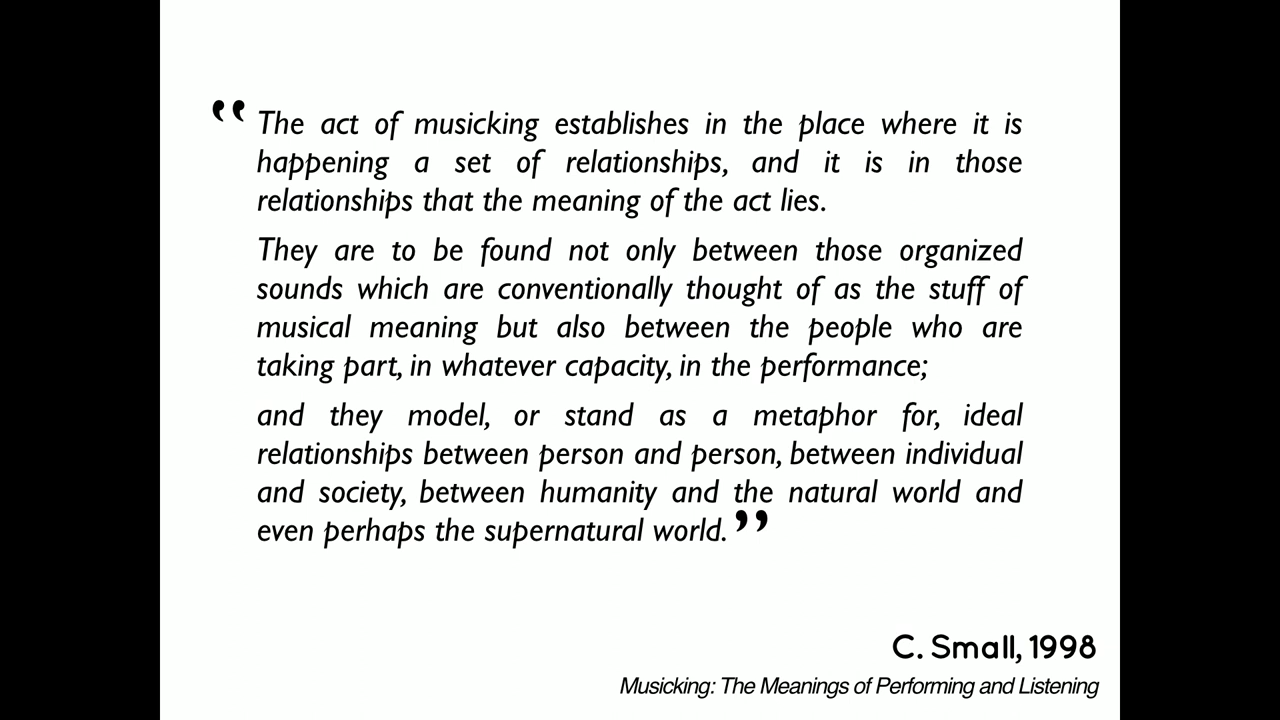 “The act of musicking establishes in the place where it is
happening a set of relationships, and it is in those
relationships that the meaning of the act lies.
They are to be found not only between those organized
sounds which are conventionally thought of as the stuff of
musical meaning but also between the people who are
taking part, in whatever capacity, in the performance;
and they model, or stand as a metaphor for, ideal
relationships between person and person, between individual
and society, between humanity and the natural world and
even perhaps the supernatural world.”
C. Small, 1998
Musicking: The Meanings of Performing and Listening